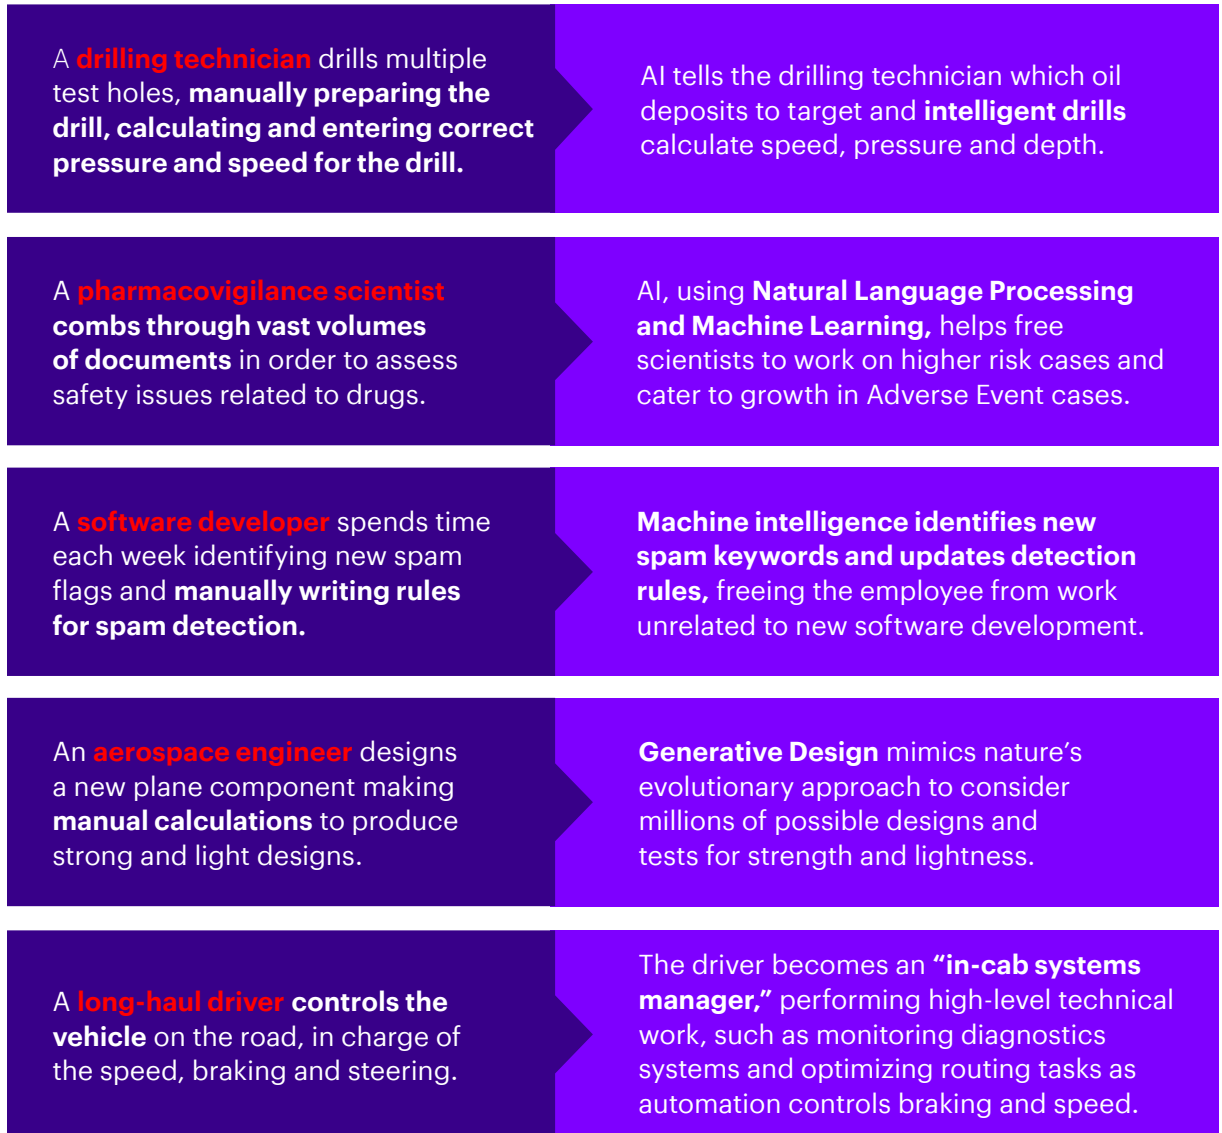 A drilling technician drills multiple
test holes, manually preparing the
drill, calculating and entering correct
pressure and speed for the drill.
AI tells the drilling technician which oil
deposits to target and intelligent drills
calculate speed, pressure and depth.
A pharmacovigilance scientist
combs through vast volumes
of documents in order to assess
safety issues related to drugs.
AI, using Natural Language Processing
and Machine Learning, helps free
scientists to work on higher risk cases and
cater to growth in Adverse Event cases.
A software developer spends time
each week identifying new spam
flags and manually writing rules
for spam detection.
Machine intelligence identifies new
spam keywords and updates detection
rules, freeing the employee from work
unrelated to new software development.
An aerospace engineer designs
a new plane component making
manual calculations to produce
strong and light designs.
Generative Design mimics nature’s
evolutionary approach to consider
millions of possible designs and
tests for strength and lightness.
A long-haul driver controls the
vehicle on the road, in charge of
the speed, braking and steering.
The driver becomes an “in-cab systems
manager,” performing high-level technical
work, such as monitoring diagnostics
systems and optimizing routing tasks as
automation controls braking and speed.